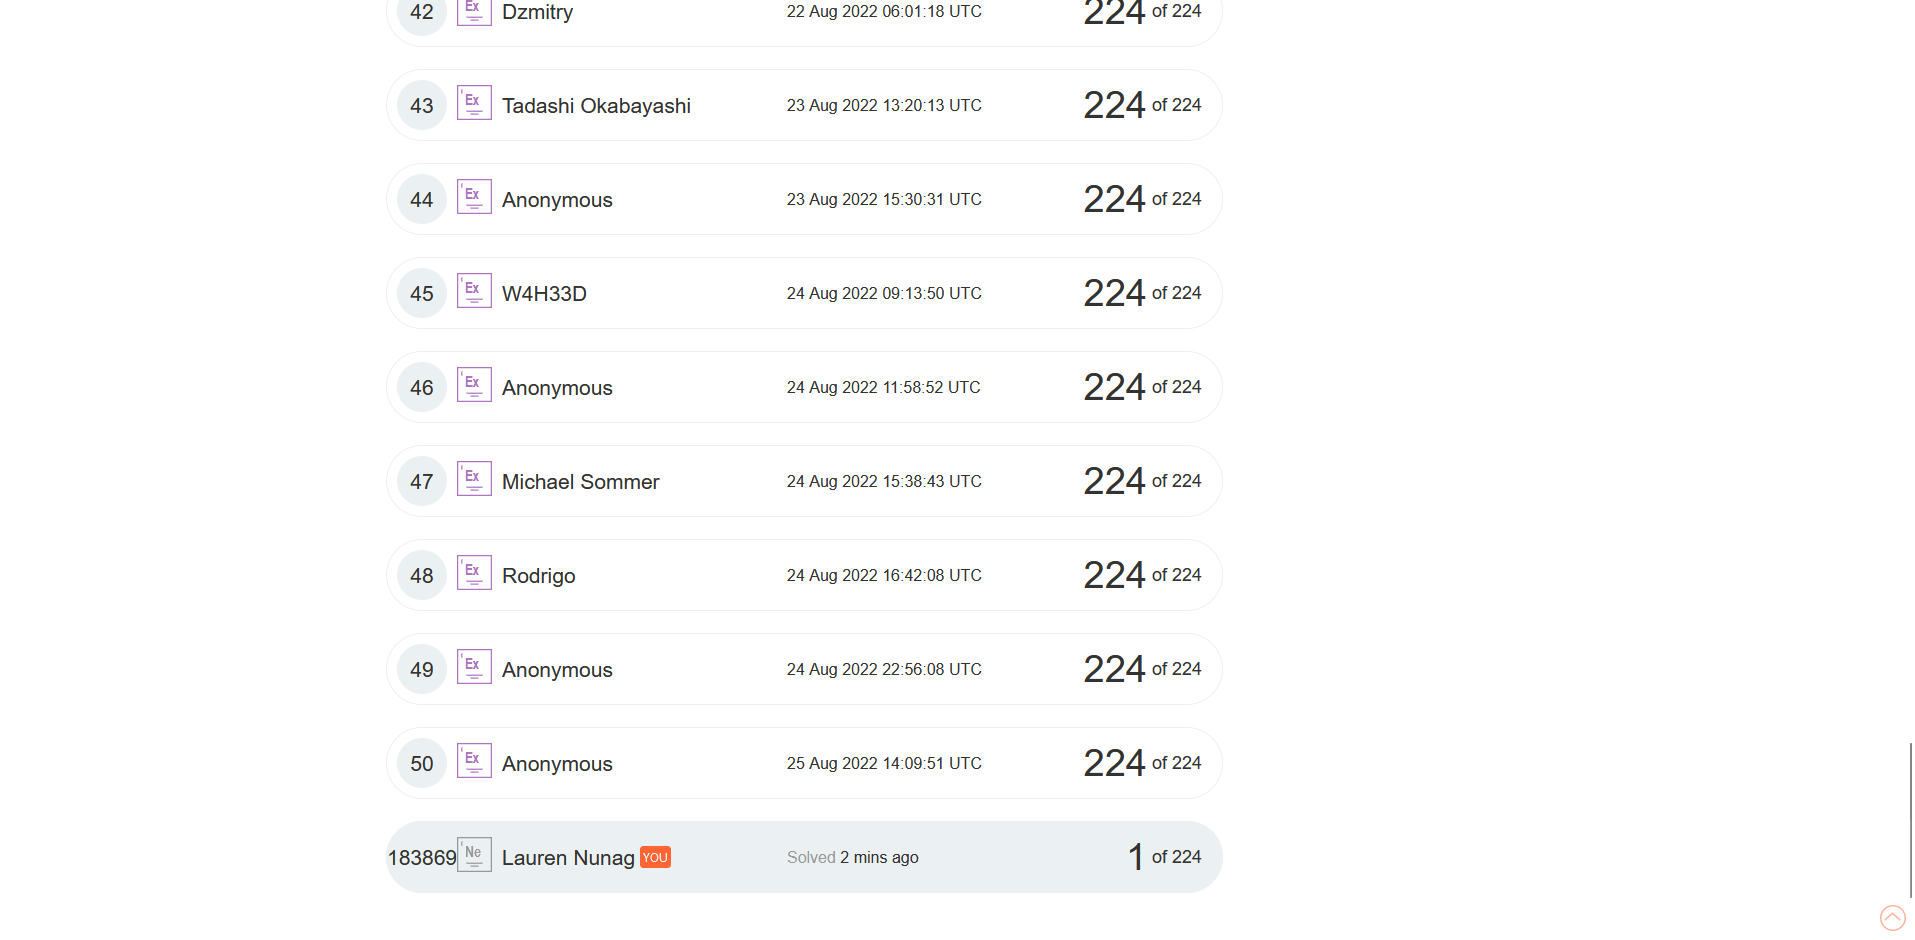 42 Ex Dzmitry 22 Aug 2022 06:01:18 UTC 224 of 224
43 Ex Tadashi Okabayashi 23 Aug 2022 13:20:13 UTC 224 of 224
44 Ex Anonymous 23 Aug 2022 15:30:31 UTC 224 of 224
45 Ex W4H33D 24 Aug 2022 09:13:50 UTC 224 of 224
46 Ex Anonymous 24 Aug 2022 11:58:52 UTC 224 of 224
47 Ex Michael Sommer 24 Aug 2022 15:38:43 UTC 224 of 224
48 Ex Rodrigo 24 Aug 2022 16:42:08 UTC 224 of 224
49 Ex Anonymous 24 Aug 2022 22:56:08 UTC 224 of 224
50 Ex Anonymous 25 Aug 2022 14:09:51 UTC 224 of 224
183869 Ne Lauren Nunag YOU Solved 2 mins ago 1 of 224